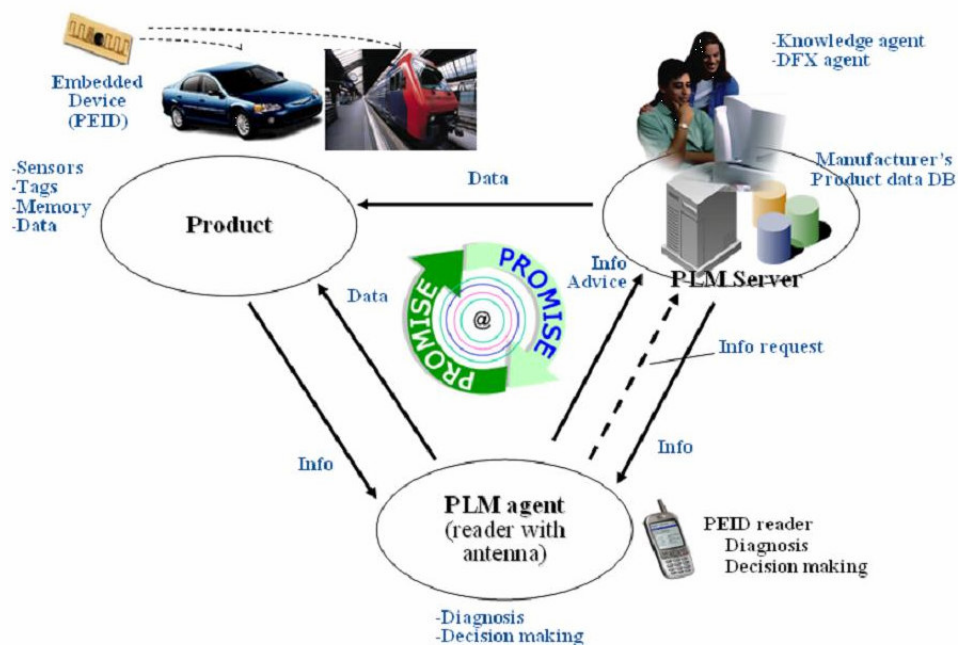 -Knowledge agent
-DFX agent
Embedded
Device
(PEID)
Manufacturer's
Product data DB
-Sensors
-Tags
-Memory
-Data
Product
Data
PLM Server
Info
Advice
Data
PROMISE
PROMISE
@
Info request
Info
Info
PLM agent
(reader with
antenna)
PEID reader
Diagnosis
Decision making
-Diagnosis
-Decision making